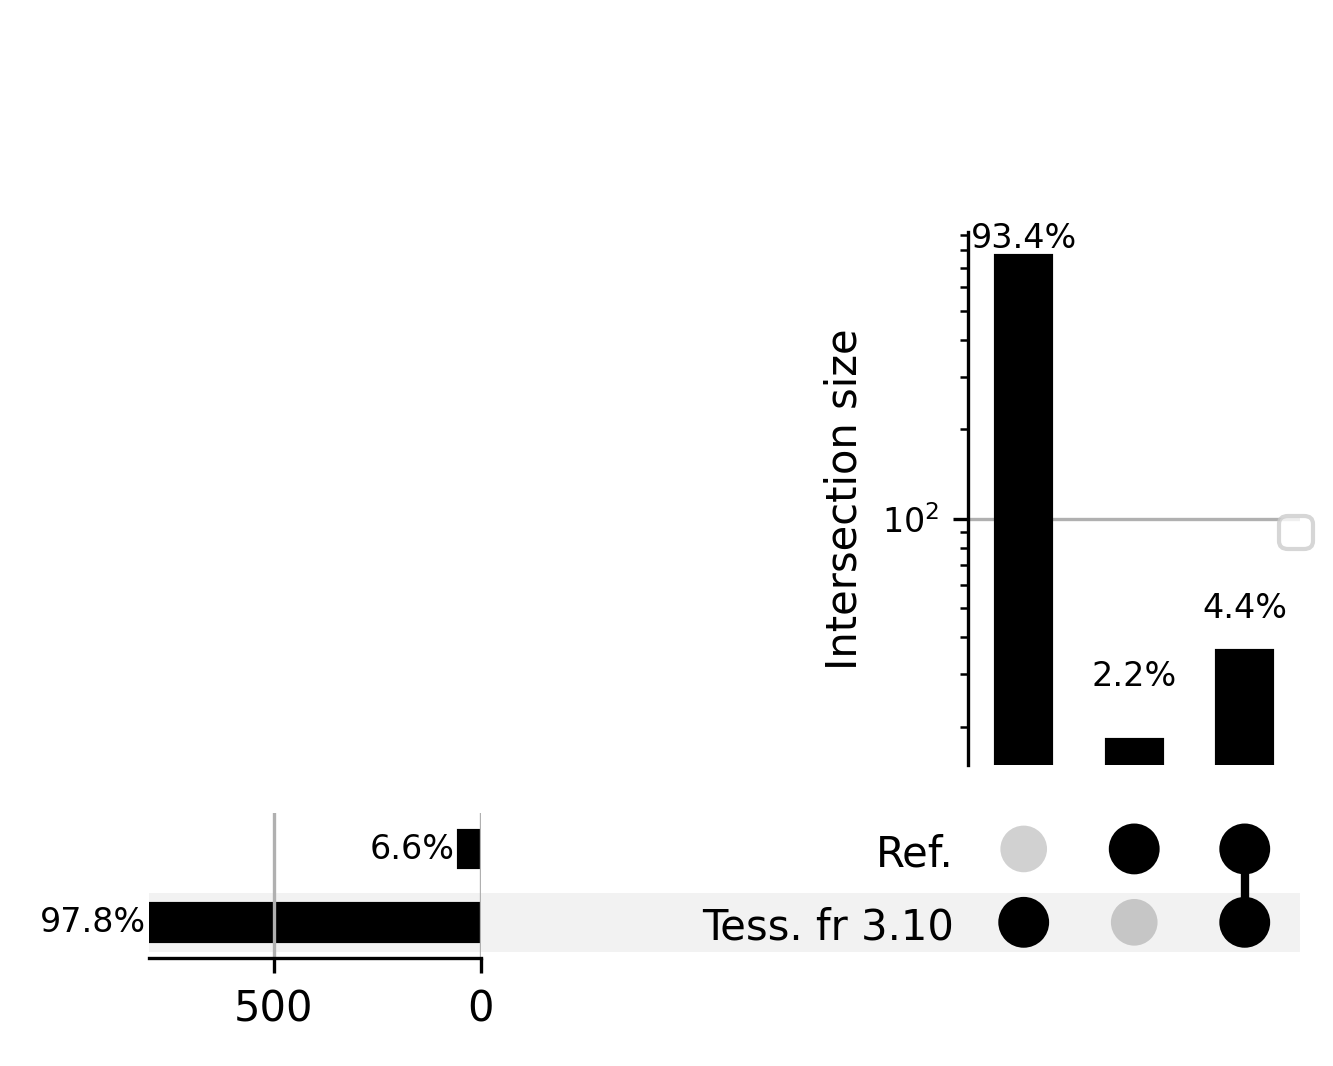 93.4%
Intersection size
10²
4.4%
2.2%
6.6%
Ref.
97.8%
Tess. fr 3.10
500
0